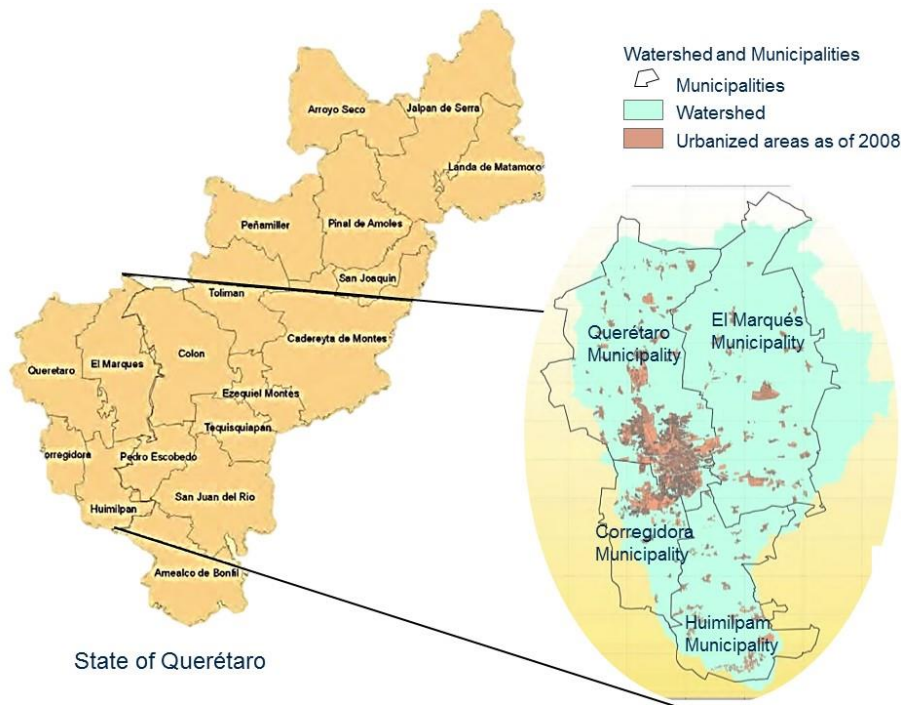 Watershed and Municipalities
Municipalities
Watershed
Urbanized areas as of 2008
Arroyo Seco
Jalpan de Serra
Landa de Matamoro
Peñamiller
Pinal de Amoles
San Joaquin
Toliman
Cadereyta de Montes
Colon
El Marques
Queretaro
Ezequiel Montes
Tequisquiapan
orregidora
Pedro Escobedo
San Juan del Rio
Huimilpan
Amealco de Bonfil
State of Querétaro
Querétaro
Municipality
El Marqués
Municipality
Corregidora
Municipality
Huimilpam
Municipality